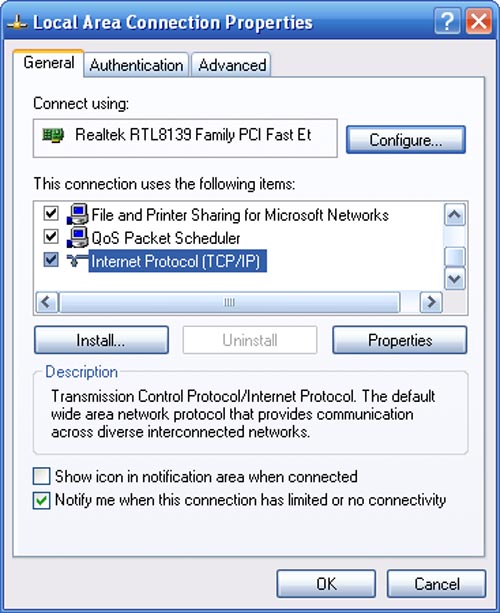 Local Area Connection Properties
General
Authentication
Advanced
Connect using:
Realtek RTL8139 Family PCI Fast Et
Configure...
This connection uses the following items:
File and Printer Sharing for Microsoft Networks
QoS Packet Scheduler
Internet Protocol (TCP/IP)
Install...
Uninstall
Properties
Description
Transmission Control Protocol/Internet Protocol. The default
wide area network protocol that provides communication
across diverse interconnected networks.
Show icon in notification area when connected
Notify me when this connection has limited or no connectivity
OK
Cancel